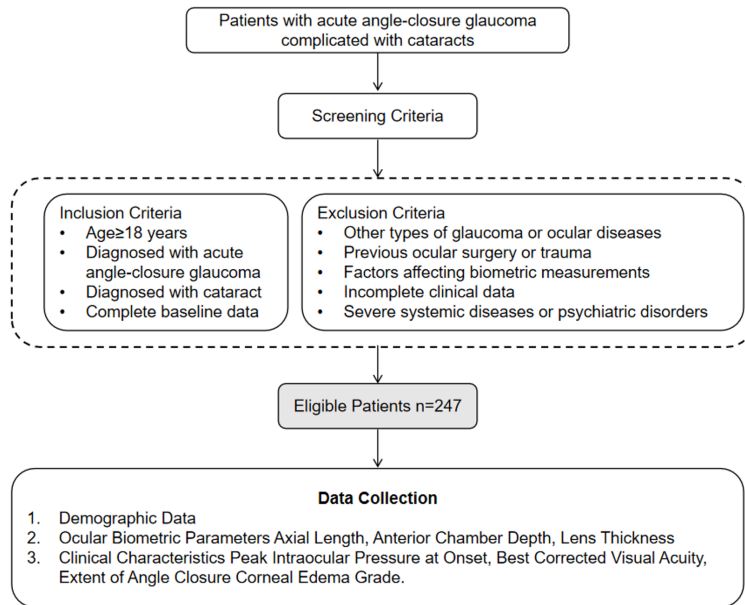 Patients with acute angle-closure glaucoma
complicated with cataracts
Screening Criteria
Inclusion Criteria
• Age≥18 years
• Diagnosed with acute
angle-closure glaucoma
• Diagnosed with cataract
• Complete baseline data
Exclusion Criteria
• Other types of glaucoma or ocular diseases
• Previous ocular surgery or trauma
• Factors affecting biometric measurements
• Incomplete clinical data
• Severe systemic diseases or psychiatric disorders
Eligible Patients n=247
Data Collection
1. Demographic Data
2. Ocular Biometric Parameters Axial Length, Anterior Chamber Depth, Lens Thickness
3. Clinical Characteristics Peak Intraocular Pressure at Onset, Best Corrected Visual Acuity,
Extent of Angle Closure Corneal Edema Grade.